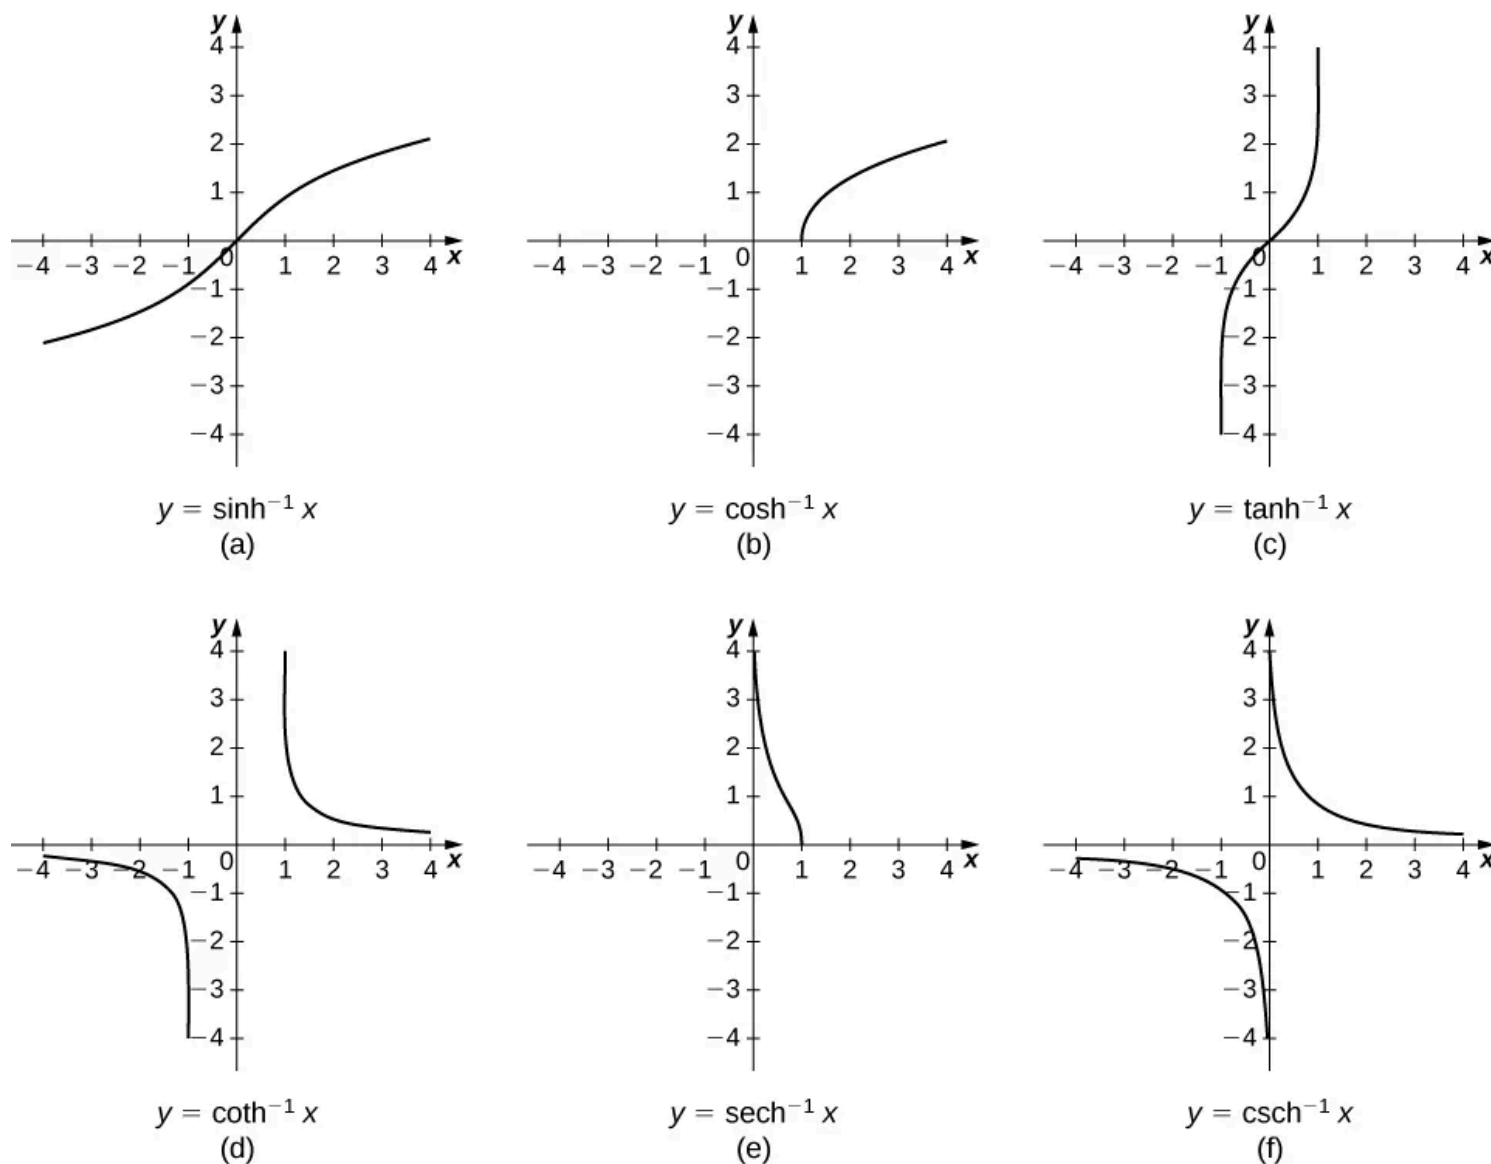 y
4
3
2
1
−4 −3 −2 −1 0 1 2 3 4 x
−1
−2
−3
−4
y = sinh⁻¹ x
(a)
y
4
3
2
1
−4 −3 −2 −1 0 1 2 3 4 x
−1
−2
−3
−4
y = cosh⁻¹ x
(b)
y
4
3
2
1
−4 −3 −2 −1 0 1 2 3 4 x
−1
−2
−3
−4
y = tanh⁻¹ x
(c)
y
4
3
2
1
−4 −3 −2 −1 0 1 2 3 4 x
−1
−2
−3
−4
y = coth⁻¹ x
(d)
y
4
3
2
1
−4 −3 −2 −1 0 1 2 3 4 x
−1
−2
−3
−4
y = sech⁻¹ x
(e)
y
4
3
2
1
−4 −3 −2 −1 0 1 2 3 4 x
−1
−2
−3
−4
y = csch⁻¹ x
(f)